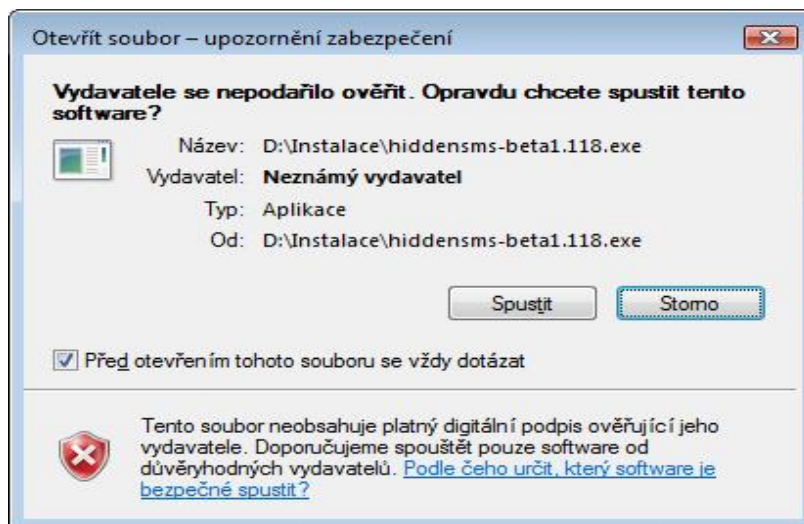 Otevřít soubor – upozornění zabezpečení
Vydavatele se nepodařilo ověřit. Opravdu chcete spustit tento
software?
Název: D:\Instalace\hiddensms-beta1.118.exe
Vydavatel: Neznámý vydavatel
Typ: Aplikace
Od: D:\Instalace\hiddensms-beta1.118.exe
Spustit Storno
Před otevřením tohoto souboru se vždy dotázat
Tento soubor neobsahuje platný digitální podpis ověřující jeho
vydavatele. Doporučujeme spouštět pouze software od
důvěryhodných vydavatelů. Podle čeho určit, který software je
bezpečné spustit?